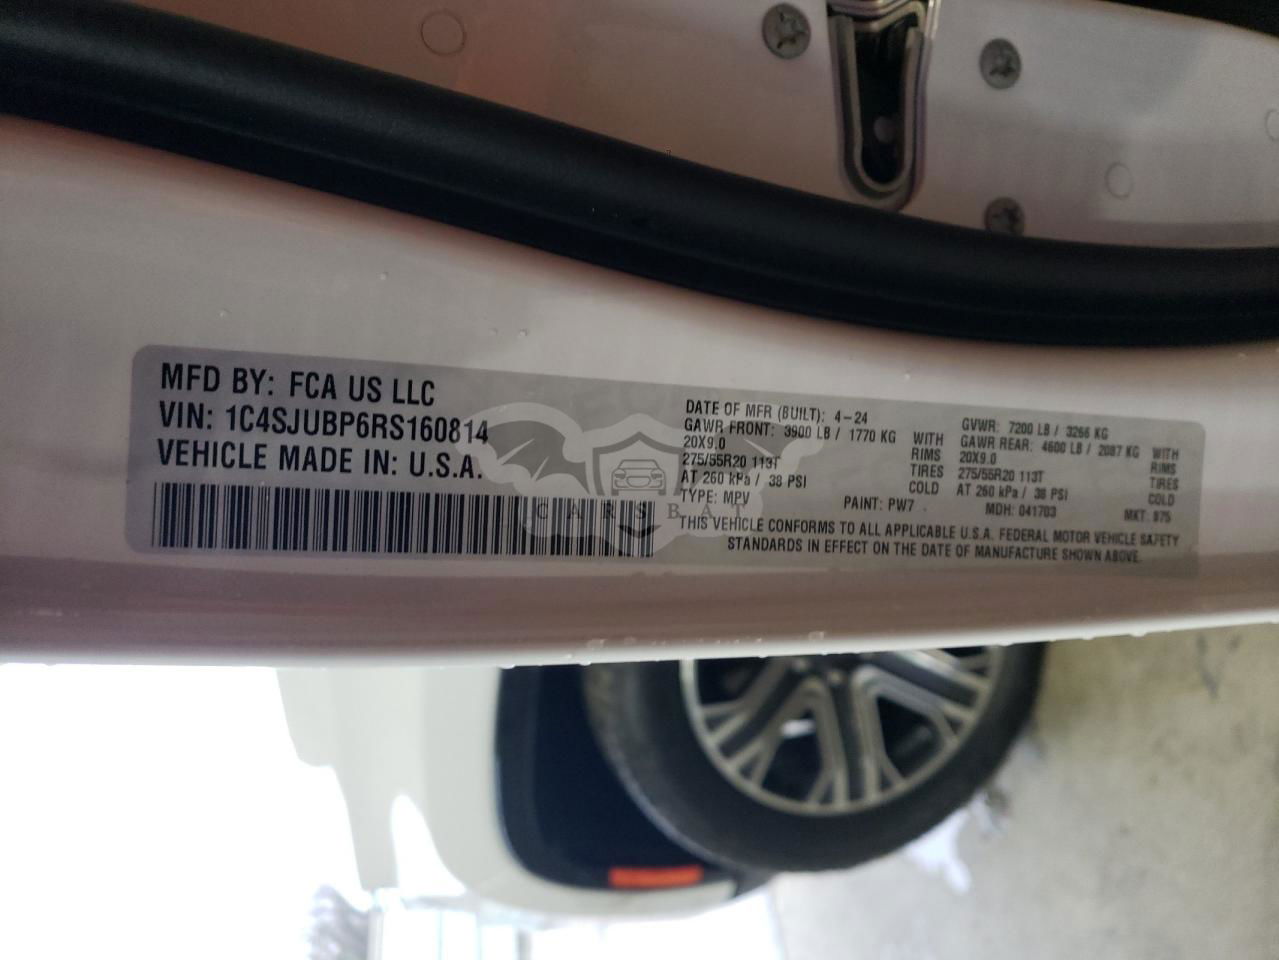 MFD BY: FCA US LLC
VIN: 1C4SJUBP6RS160814
VEHICLE MADE IN: U.S.A.
DATE OF MFR (BUILT): 4-24
GAWR FRONT: 3900 LB / 1770 KG WITH
20X9.0 RIMS
275/55R20 113T TIRES
AT 260 kPa / 38 PSI COLD
TYPE: MPV PAINT: PW7
GVWR: 7200 LB / 3266 KG
GAWR REAR: 4600 LB / 2087 KG WITH
20X9.0 RIMS
275/55R20 113T TIRES
AT 260 kPa / 38 PSI COLD
MDH: 041703 MKT: 975
THIS VEHICLE CONFORMS TO ALL APPLICABLE U.S.A. FEDERAL MOTOR VEHICLE SAFETY
STANDARDS IN EFFECT ON THE DATE OF MANUFACTURE SHOWN ABOVE.
CARSBAT